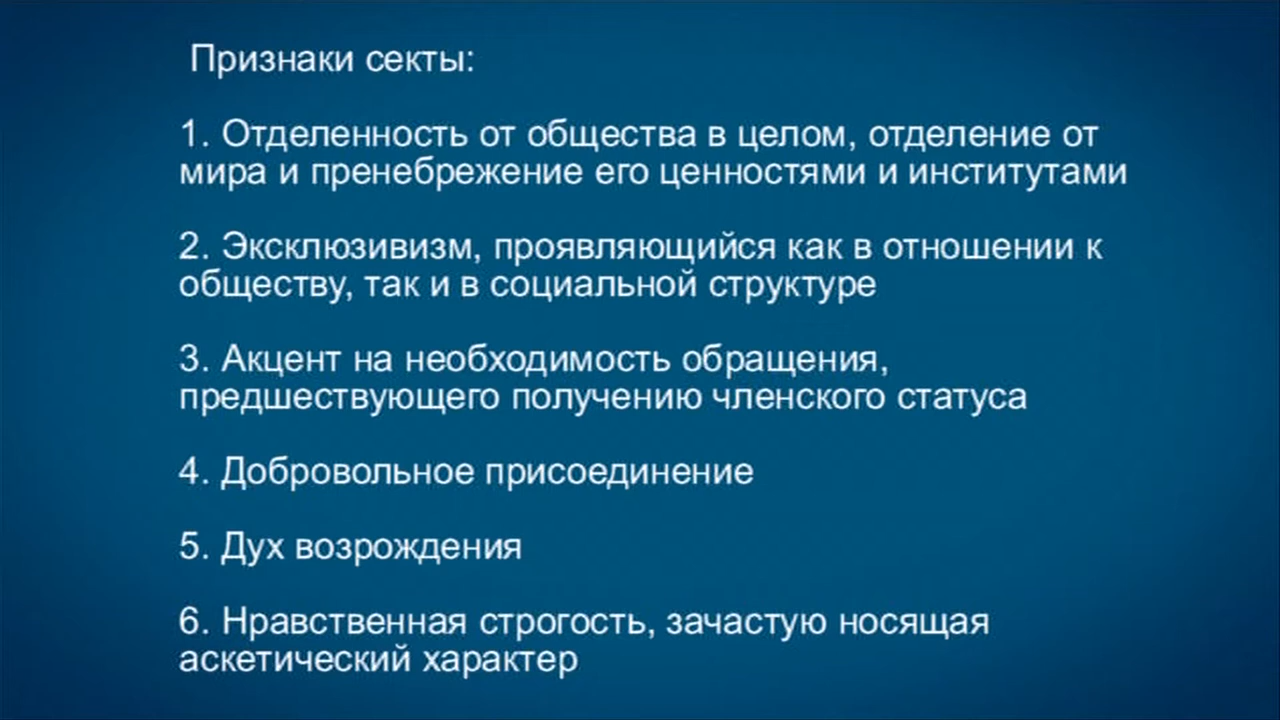 Признаки секты:
1. Отделенность от общества в целом, отделение от
мира и пренебрежение его ценностями и институтами
2. Эксклюзивизм, проявляющийся как в отношении к
обществу, так и в социальной структуре
3. Акцент на необходимость обращения,
предшествующего получению членского статуса
4. Добровольное присоединение
5. Дух возрождения
6. Нравственная строгость, зачастую носящая
аскетический характер